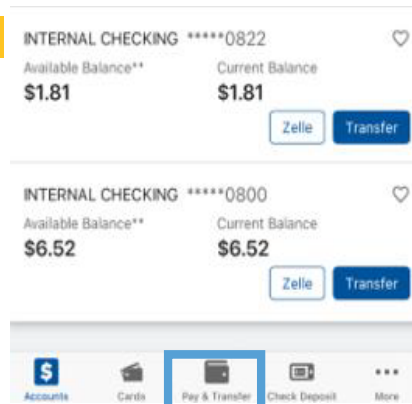 INTERNAL CHECKING *****0822
Available Balance** Current Balance
$1.81 $1.81
Zelle Transfer
INTERNAL CHECKING *****0800
Available Balance** Current Balance
$6.52 $6.52
Zelle Transfer
$
Accounts Cards Pay & Transfer Check Deposit More